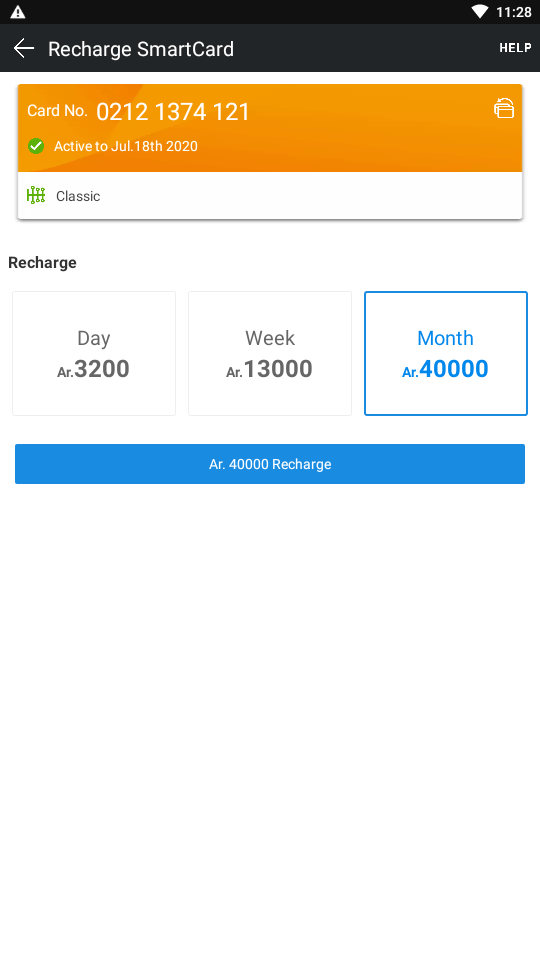 11:28
Recharge SmartCard
HELP
Card No. 0212 1374 121
Active to Jul.18th 2020
Classic
Recharge
Day
Ar.3200
Week
Ar.13000
Month
Ar.40000
Ar. 40000 Recharge